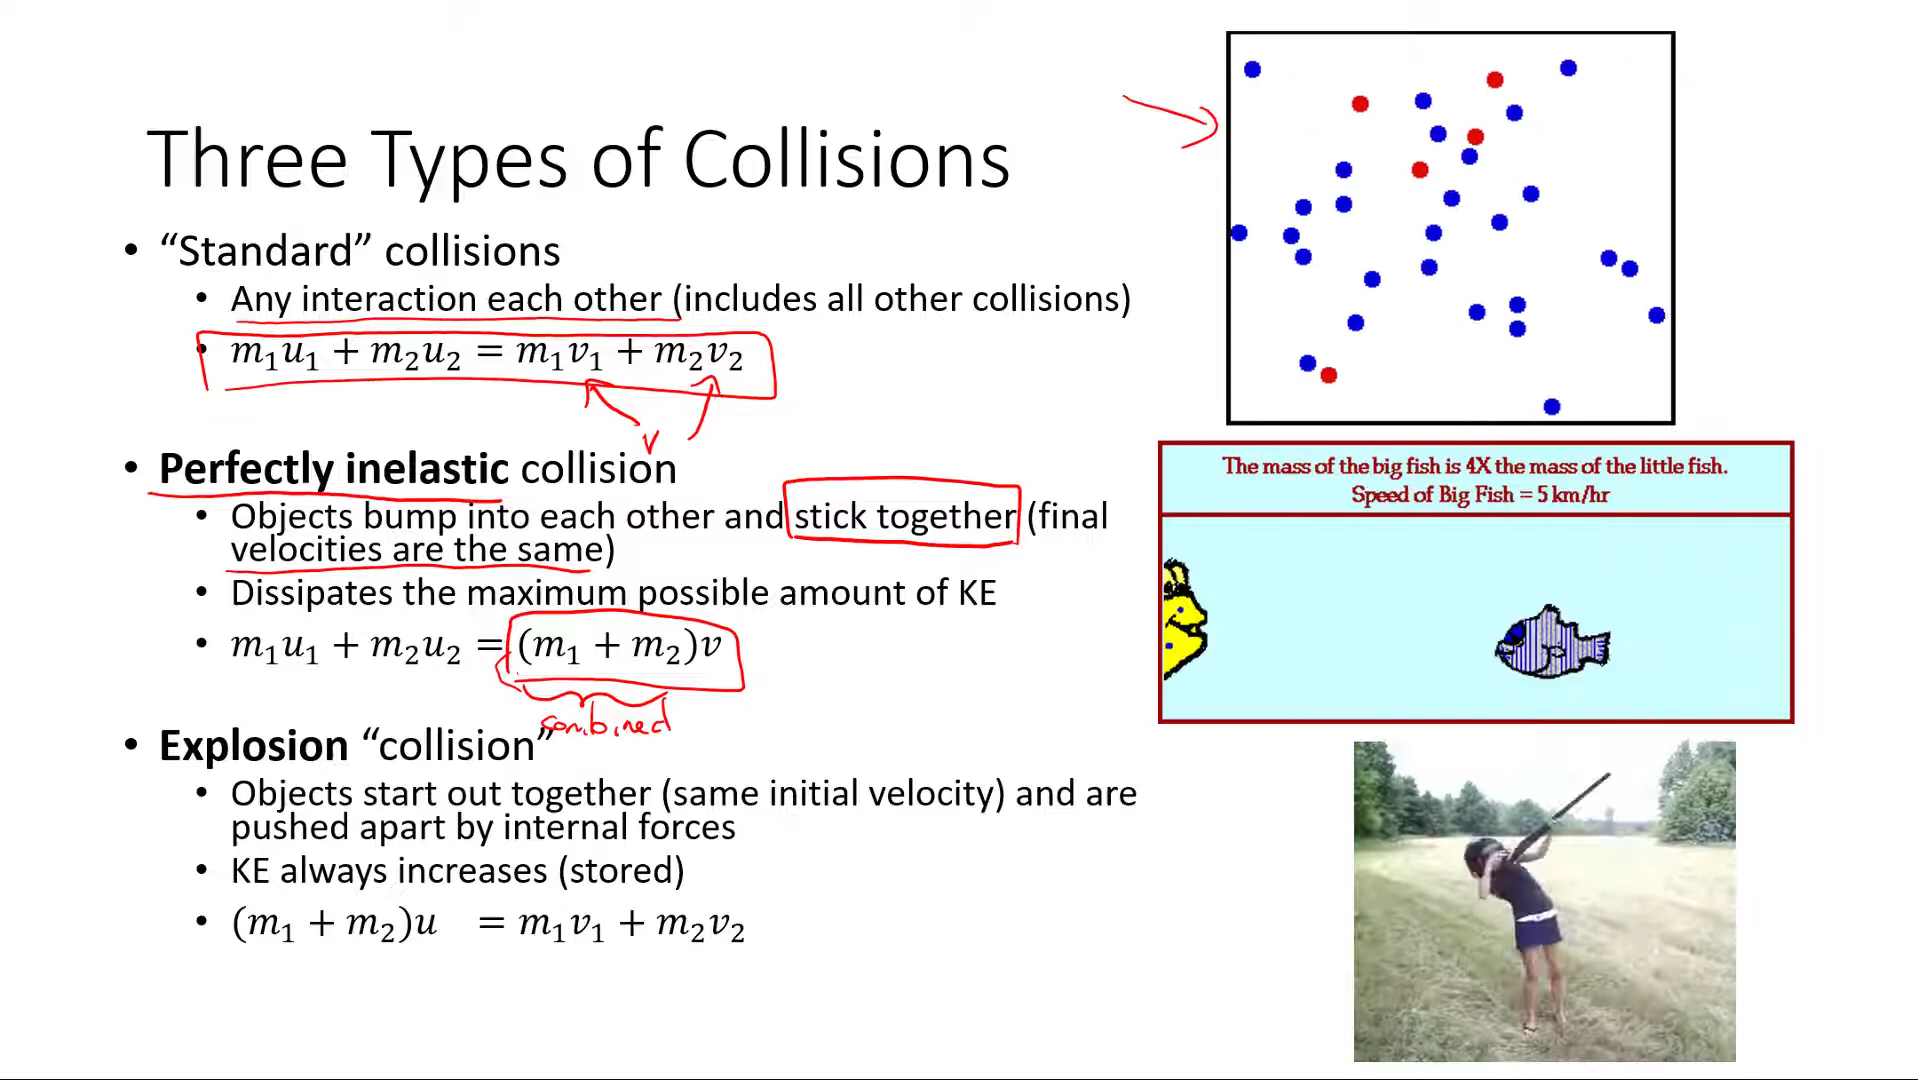 Three Types of Collisions
• “Standard” collisions
• Any interaction each other (includes all other collisions)
• m₁u₁ + m₂u₂ = m₁v₁ + m₂v₂
v
• Perfectly inelastic collision
• Objects bump into each other and stick together (final
velocities are the same)
• Dissipates the maximum possible amount of KE
• m₁u₁ + m₂u₂ = (m₁ + m₂)v
combined
• Explosion “collision”
• Objects start out together (same initial velocity) and are
pushed apart by internal forces
• KE always increases (stored)
• (m₁ + m₂)u = m₁v₁ + m₂v₂
The mass of the big fish is 4X the mass of the little fish.
Speed of Big Fish = 5 km/hr